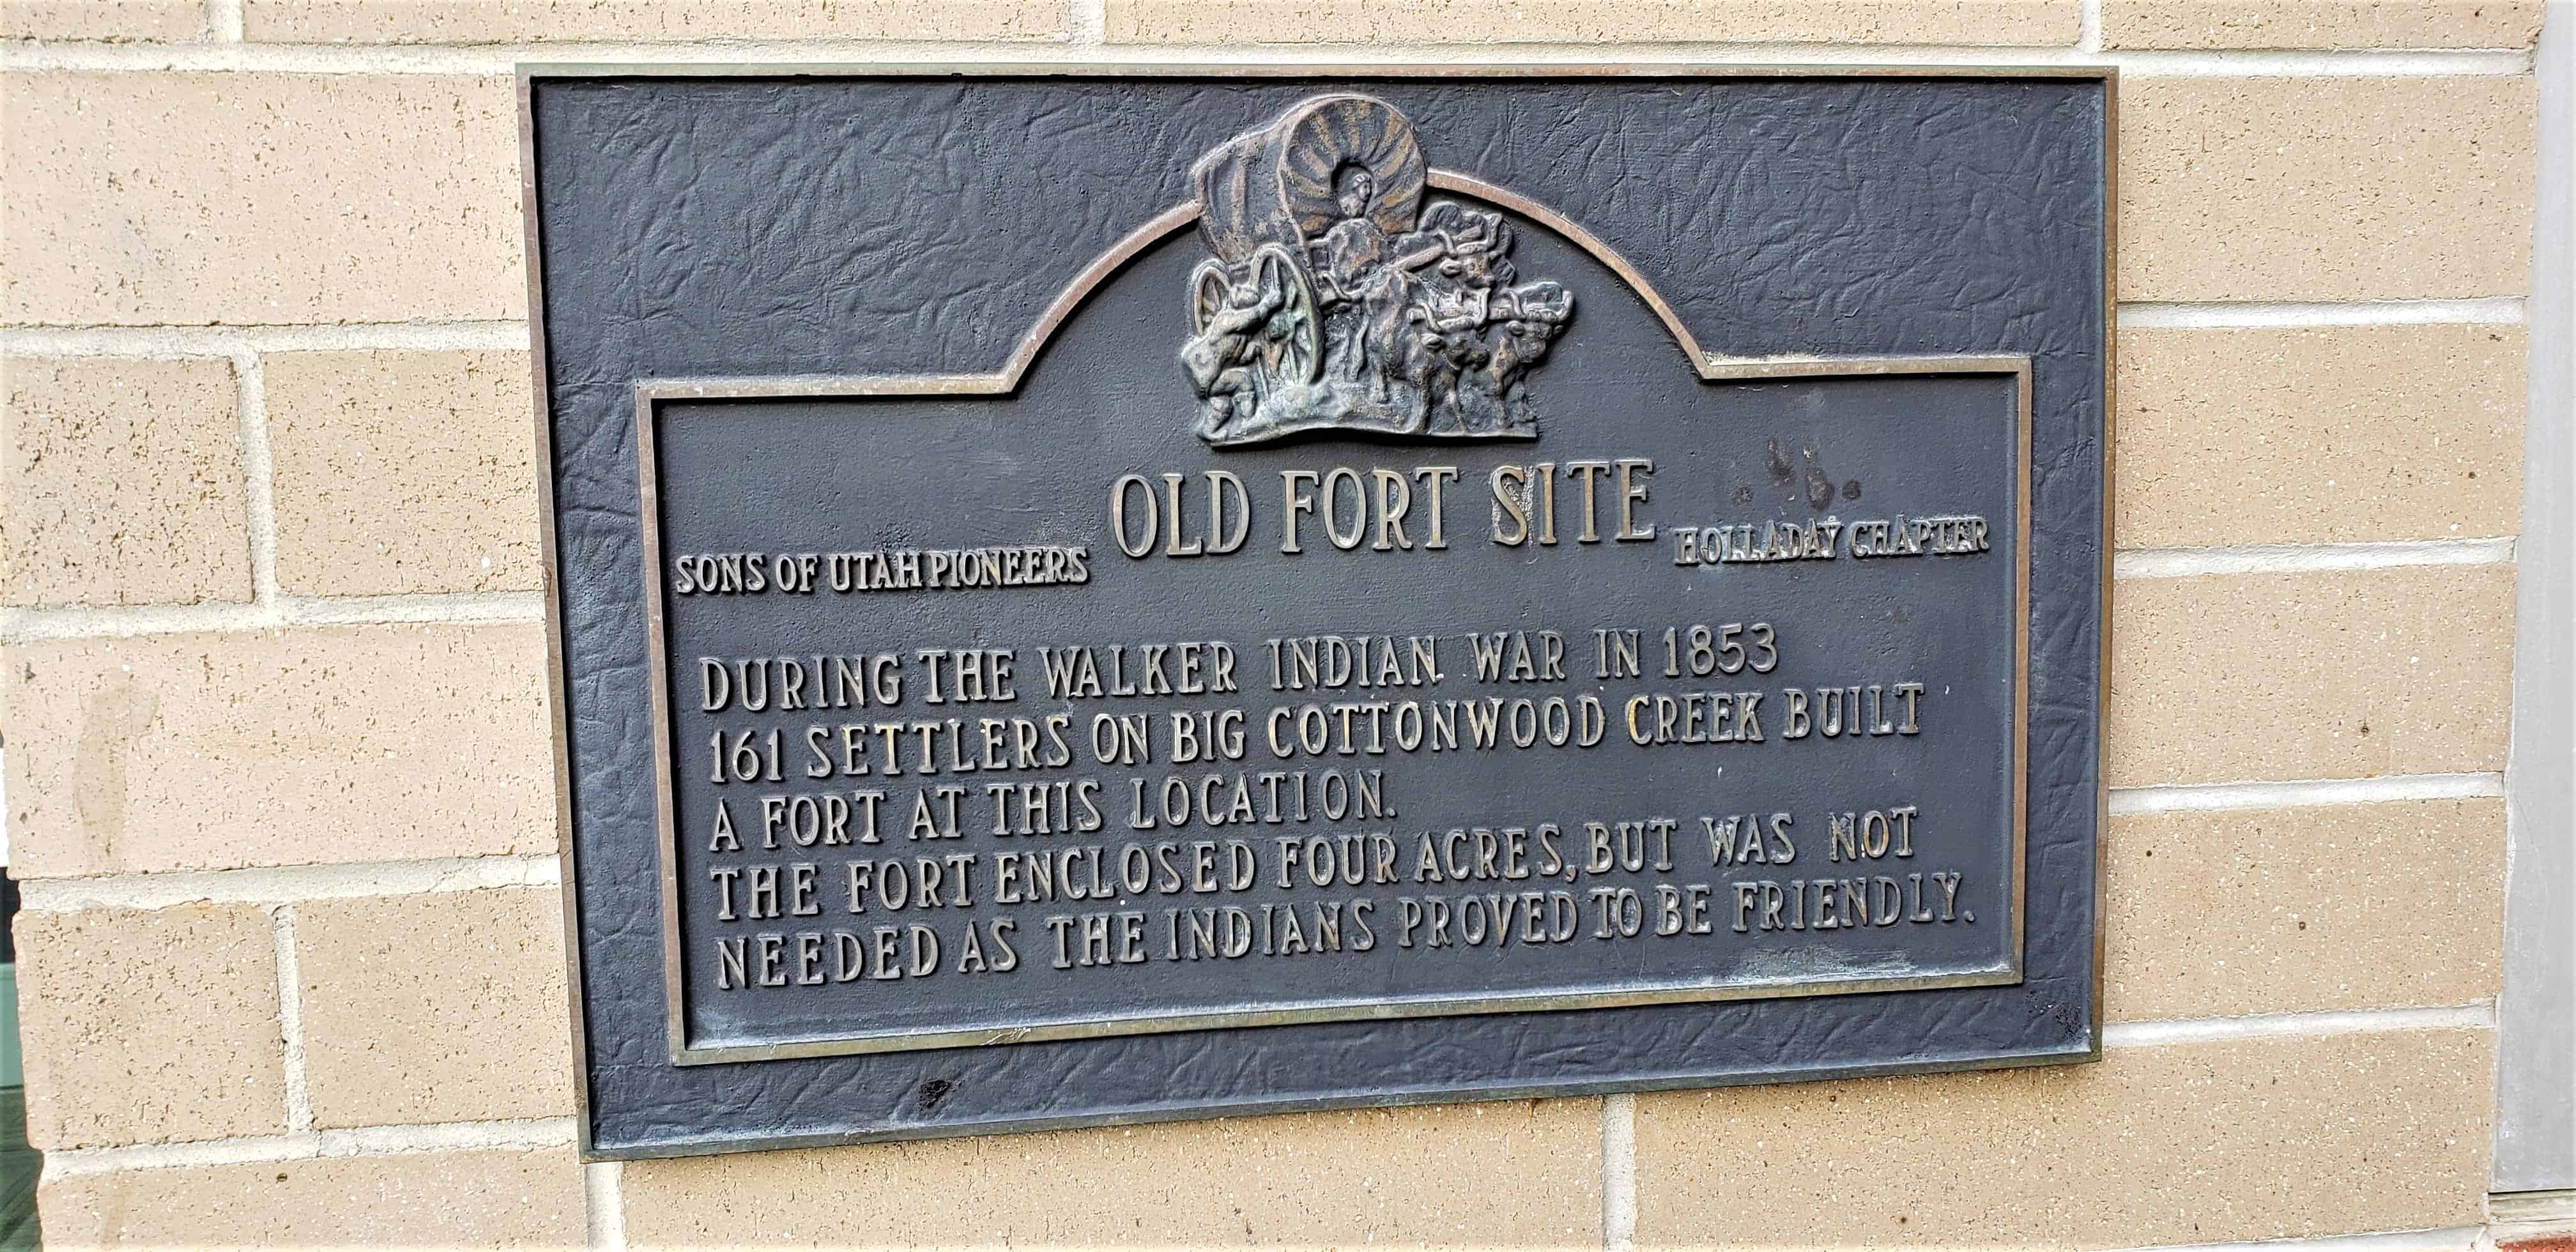 OLD FORT SITE
SONS OF UTAH PIONEERS
HOLLADAY CHAPTER
DURING THE WALKER INDIAN WAR IN 1853
161 SETTLERS ON BIG COTTONWOOD CREEK BUILT
A FORT AT THIS LOCATION.
THE FORT ENCLOSED FOUR ACRES, BUT WAS NOT
NEEDED AS THE INDIANS PROVED TO BE FRIENDLY.